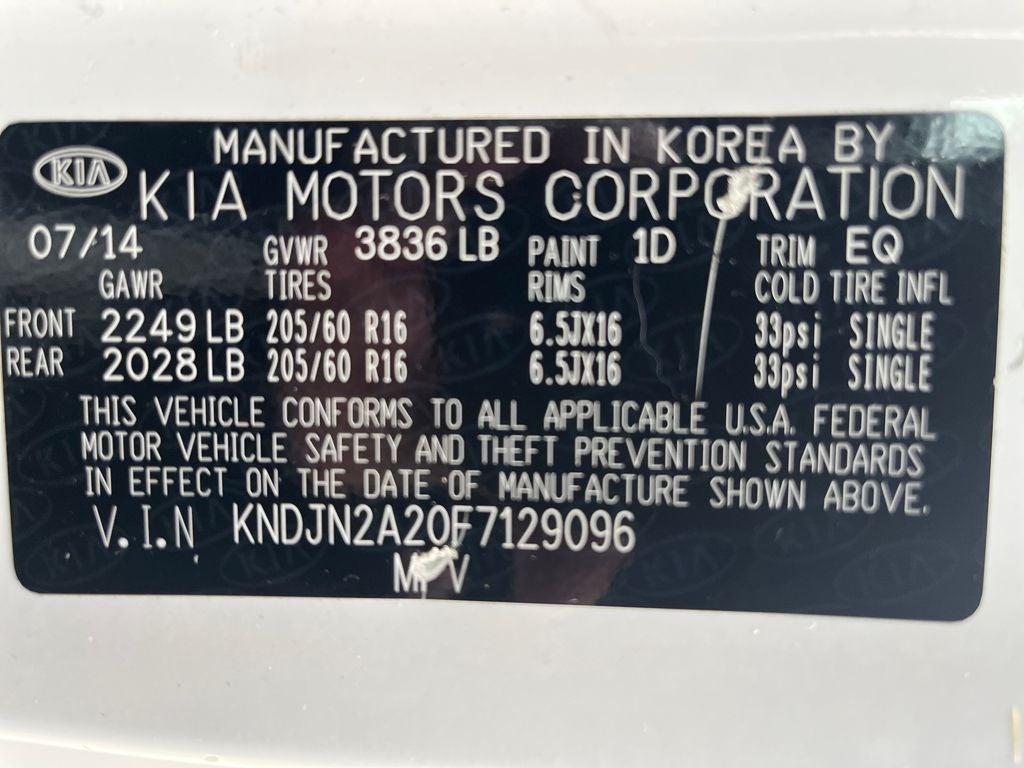 MANUFACTURED IN KOREA BY
KIA KIA MOTORS CORPORATION
07/14 GVWR 3836 LB PAINT 1D TRIM EQ
GAWR TIRES RIMS COLD TIRE INFL
FRONT 2249 LB 205/60 R16 6.5JX16 33psi SINGLE
REAR 2028 LB 205/60 R16 6.5JX16 33psi SINGLE
THIS VEHICLE CONFORMS TO ALL APPLICABLE U.S.A. FEDERAL
MOTOR VEHICLE SAFETY AND THEFT PREVENTION STANDARDS
IN EFFECT ON THE DATE OF MANUFACTURE SHOWN ABOVE.
V.I.N KNDJN2A20F7129096
MPV